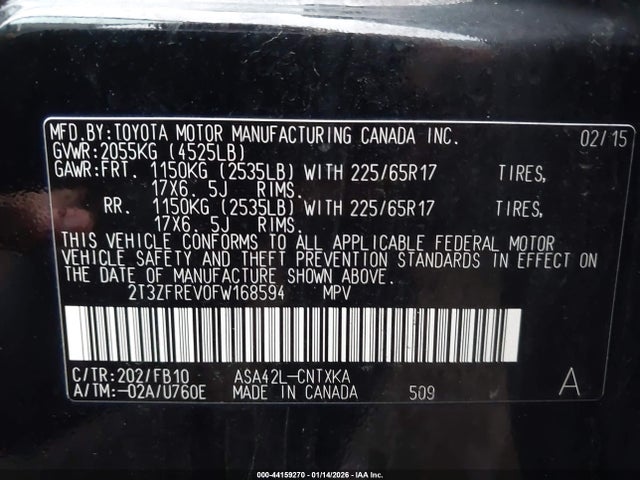 MFD.BY:TOYOTA MOTOR MANUFACTURING CANADA INC. 02/15
GVWR:2055KG (4525LB)
GAWR:FRT. 1150KG (2535LB) WITH 225/65R17 TIRES,
17X6. 5J RIMS.
RR. 1150KG (2535LB) WITH 225/65R17 TIRES,
17X6. 5J RIMS.
THIS VEHICLE CONFORMS TO ALL APPLICABLE FEDERAL MOTOR
VEHICLE SAFETY AND THEFT PREVENTION STANDARDS IN EFFECT ON
THE DATE OF MANUFACTURE SHOWN ABOVE.
2T3ZFREV0FW168594 MPV
C/TR:202/FB10 ASA42L-CNTXKA
A/TM:-02A/U760E MADE IN CANADA 509 A
000-44159270 - 01/14/2026 - IAA Inc.